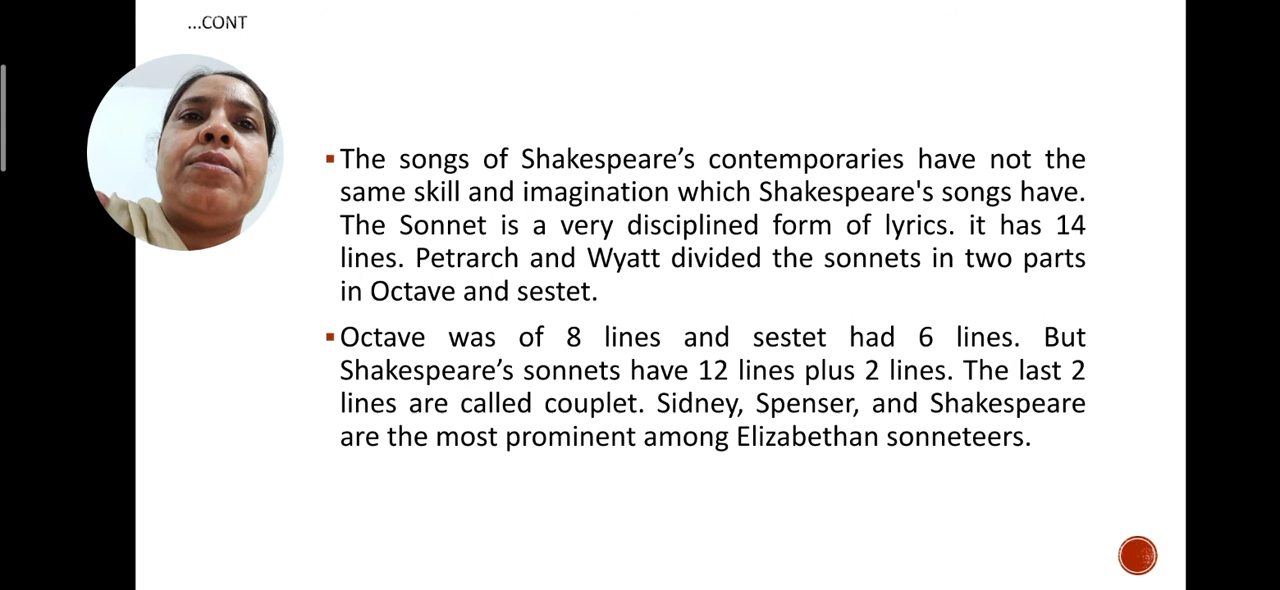 ...CONT
▪The songs of Shakespeare’s contemporaries have not the
same skill and imagination which Shakespeare's songs have.
The Sonnet is a very disciplined form of lyrics. it has 14
lines. Petrarch and Wyatt divided the sonnets in two parts
in Octave and sestet.
▪Octave was of 8 lines and sestet had 6 lines. But
Shakespeare’s sonnets have 12 lines plus 2 lines. The last 2
lines are called couplet. Sidney, Spenser, and Shakespeare
are the most prominent among Elizabethan sonneteers.